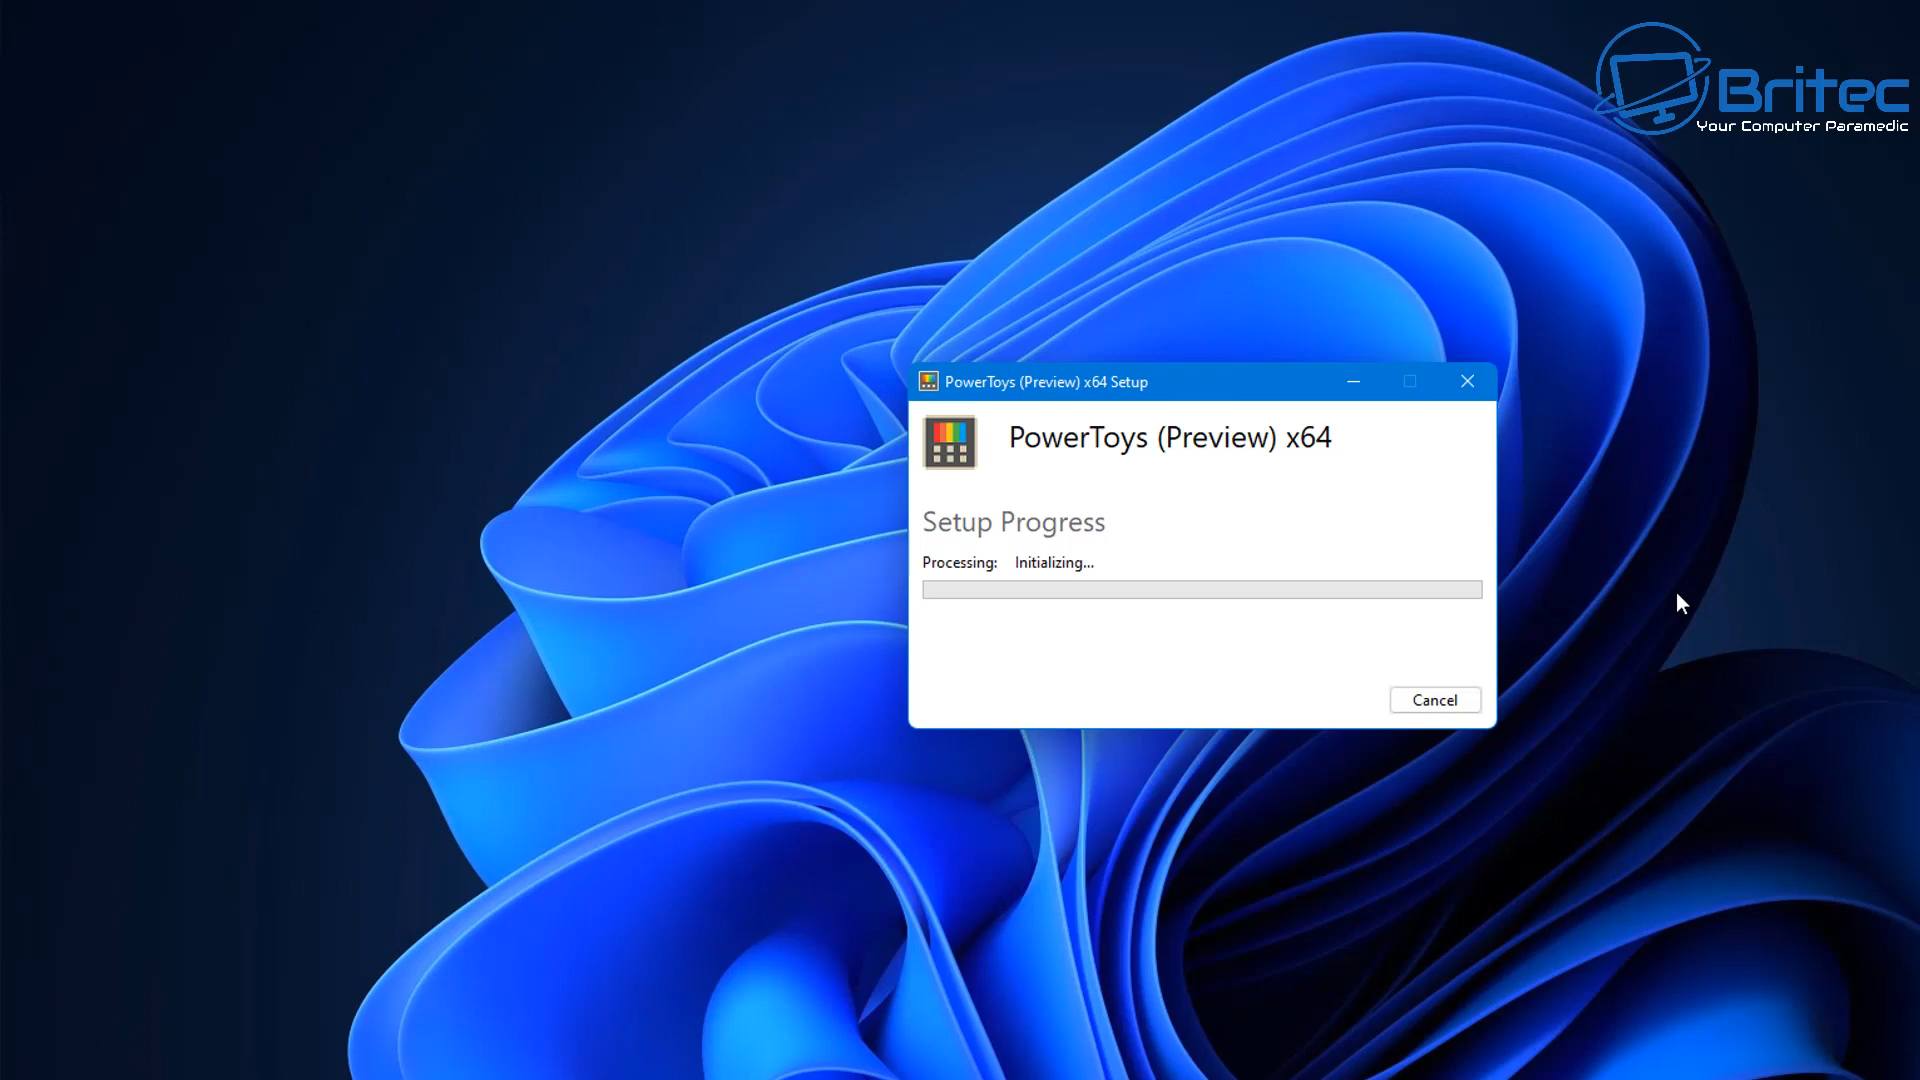 Britec
Your Computer Paramedic
PowerToys (Preview) x64 Setup
PowerToys (Preview) x64
Setup Progress
Processing: Initializing...
Cancel